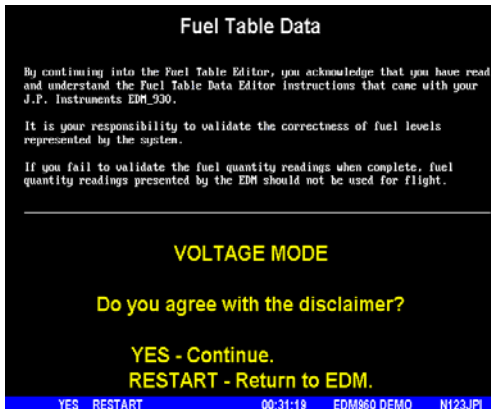 Fuel Table Data
By continuing into the Fuel Table Editor, you acknowledge that you have read
and understand the Fuel Table Data Editor instructions that came with your
J.P. Instruments EDM_930.
It is your responsibility to validate the correctness of fuel levels
represented by the system.
If you fail to validate the fuel quantity readings when complete, fuel
quantity readings presented by the EDM should not be used for flight.
VOLTAGE MODE
Do you agree with the disclaimer?
YES - Continue.
RESTART - Return to EDM.
YES RESTART 00:31:19 EDM960 DEMO N123JPI